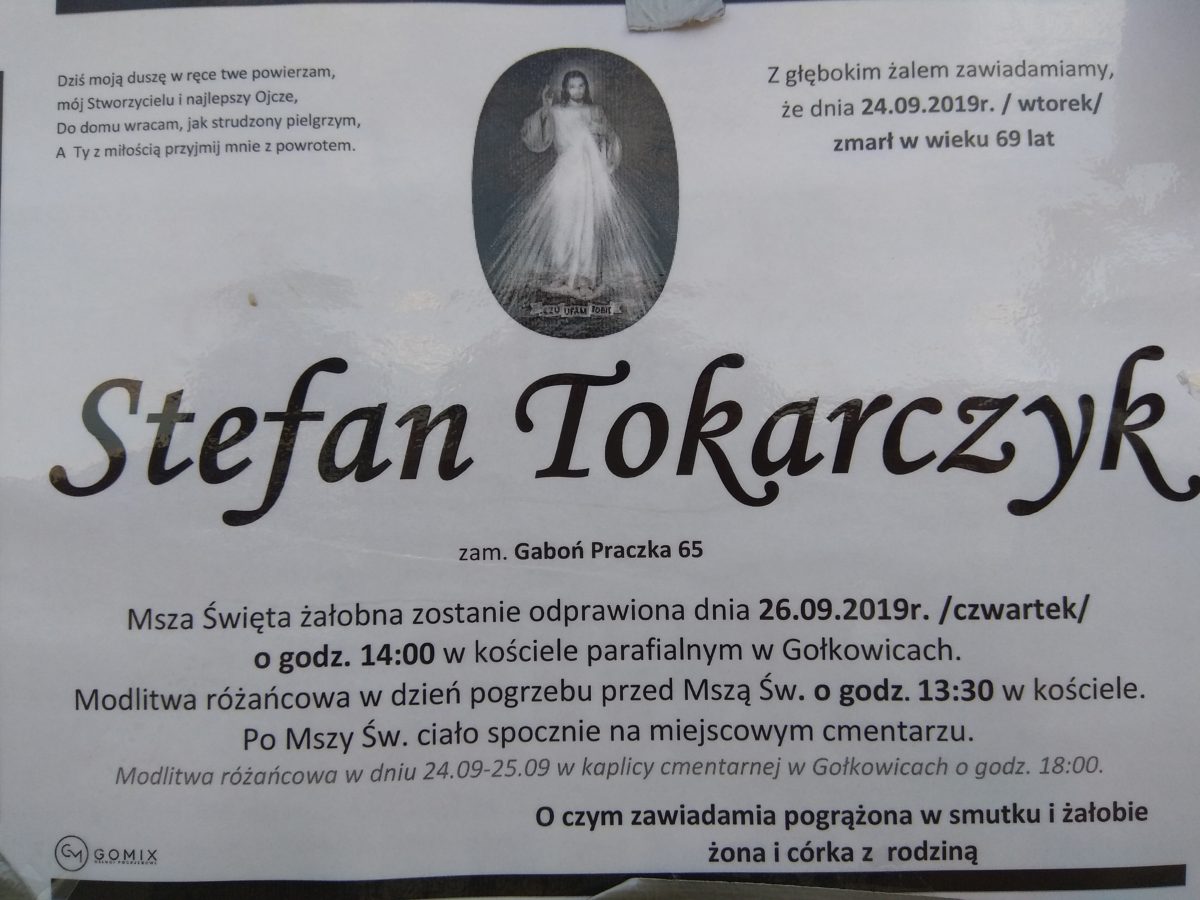 Dziś moją duszę w ręce twe powierzam,
mój Stworzycielu i najlepszy Ojcze,
Do domu wracam, jak strudzony pielgrzym,
A Ty z miłością przyjmij mnie z powrotem.
Z głębokim żalem zawiadamiamy,
że dnia 24.09.2019r. / wtorek/
zmarł w wieku 69 lat
UFAM TOBIE
Stefan Tokarczyk
zam. Gaboń Praczka 65
Msza Święta żałobna zostanie odprawiona dnia 26.09.2019r. /czwartek/
o godz. 14:00 w kościele parafialnym w Gołkowicach.
Modlitwa różańcowa w dzień pogrzebu przed Mszą Św. o godz. 13:30 w kościele.
Po Mszy Św. ciało spocznie na miejscowym cmentarzu.
Modlitwa różańcowa w dniu 24.09-25.09 w kaplicy cmentarnej w Gołkowicach o godz. 18:00.
O czym zawiadamia pogrążona w smutku i żałobie
żona i córka z rodziną
GM GOMIX